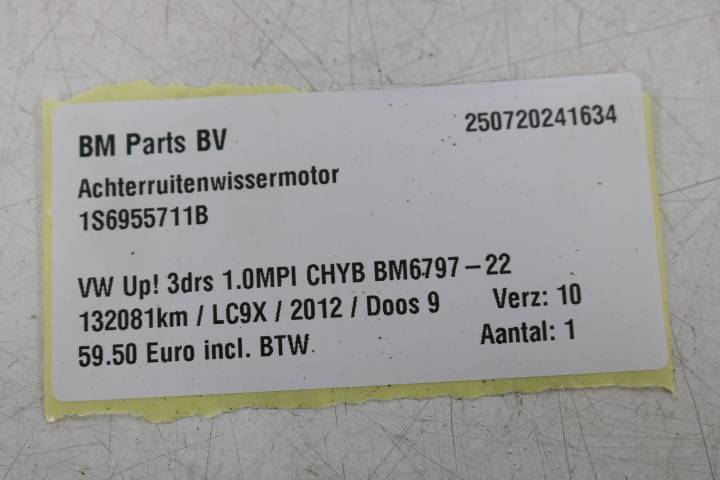 BM Parts BV 250720241634
Achterruitenwissermotor
1S6955711B
VW Up! 3drs 1.0MPI CHYB BM6797-22
132081km / LC9X / 2012 / Doos 9 Verz: 10
59.50 Euro incl. BTW Aantal: 1